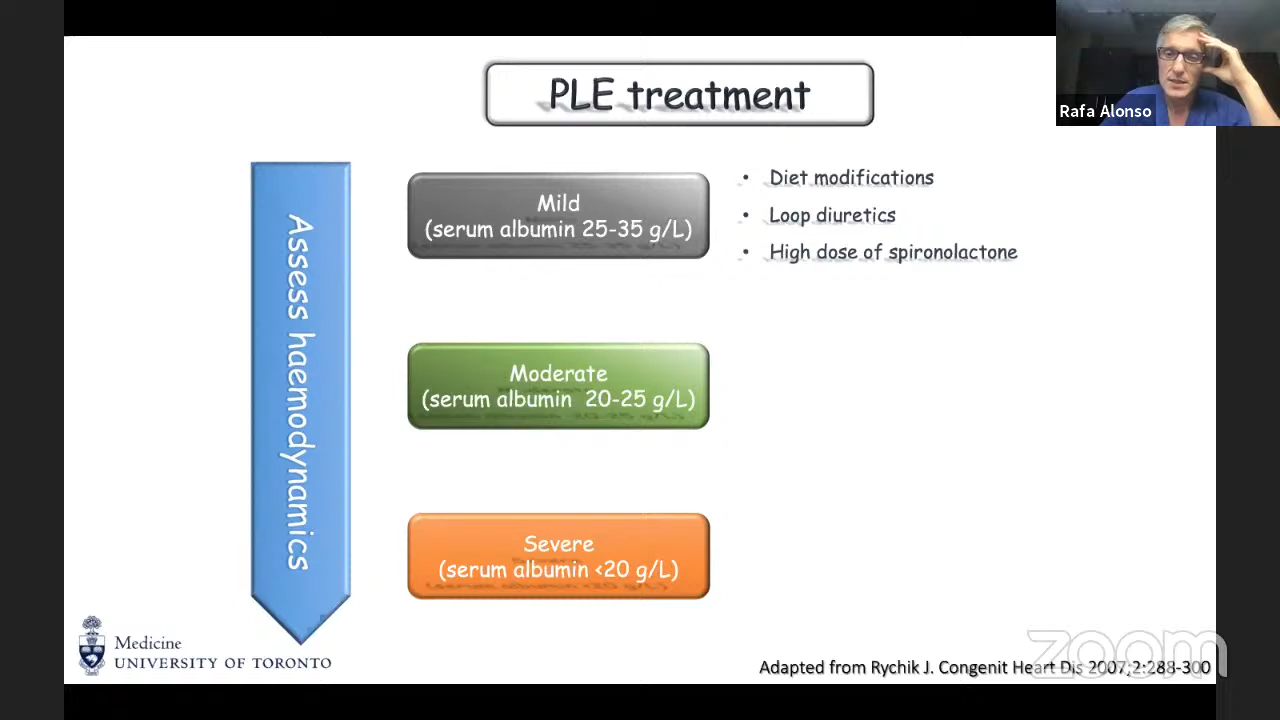 PLE treatment
Rafa Alonso
Assess haemodynamics
Mild
(serum albumin 25-35 g/L)
• Diet modifications
• Loop diuretics
• High dose of spironolactone
Moderate
(serum albumin 20-25 g/L)
Severe
(serum albumin <20 g/L)
Medicine
UNIVERSITY OF TORONTO
zoom
Adapted from Rychik J. Congenit Heart Dis 2007;2:288-300